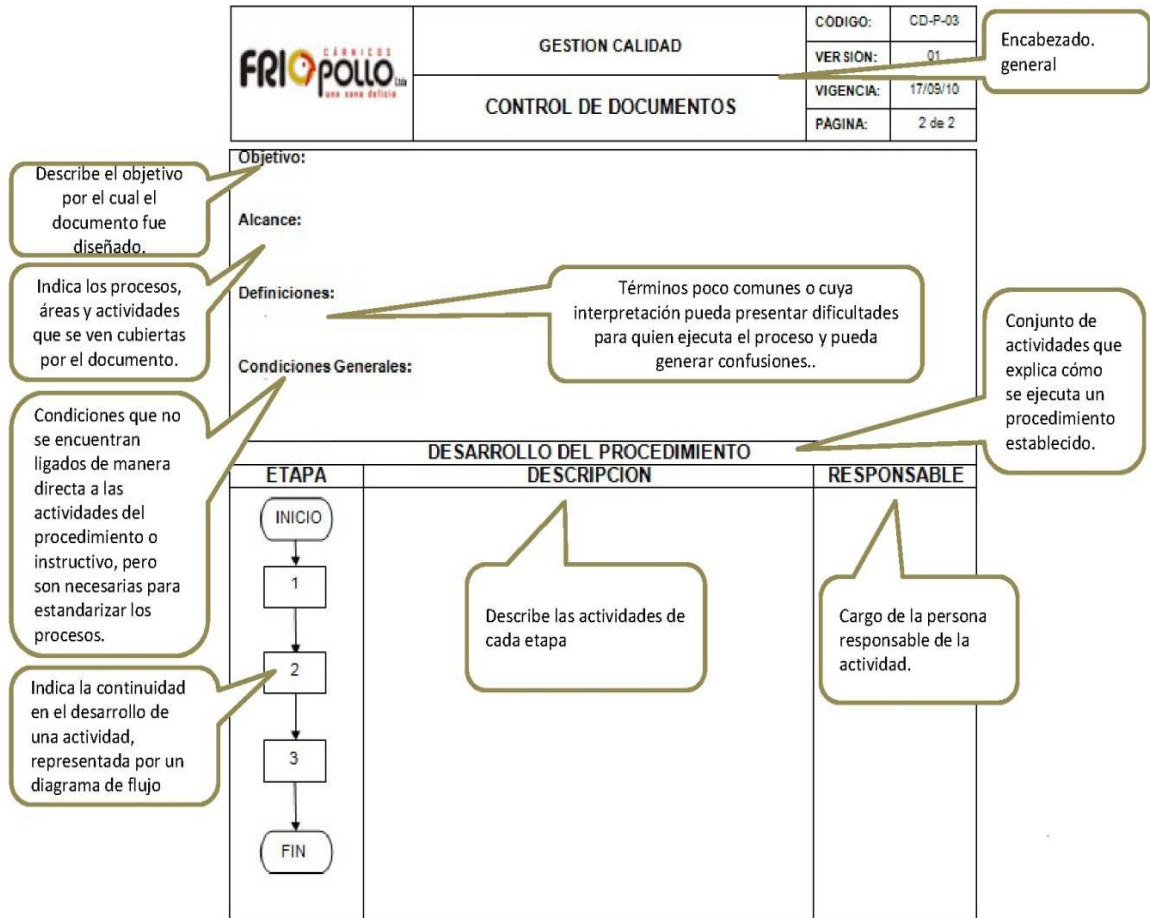 CÁRNICOS
FRIOPOLLO Ltda
una sana delicia
GESTION CALIDAD
CONTROL DE DOCUMENTOS
CÓDIGO: CD-P-03
VERSIÓN: 01
VIGENCIA: 17/09/10
PÁGINA: 2 de 2
Encabezado.
general
Objetivo:
Describe el objetivo
por el cual el
documento fue
diseñado.
Alcance:
Indica los procesos,
áreas y actividades
que se ven cubiertas
por el documento.
Definiciones:
Términos poco comunes o cuya
interpretación pueda presentar dificultades
para quien ejecuta el proceso y pueda
generar confusiones..
Condiciones Generales:
Condiciones que no
se encuentran
ligados de manera
directa a las
actividades del
procedimiento o
instructivo, pero
son necesarias para
estandarizar los
procesos.
Conjunto de
actividades que
explica cómo
se ejecuta un
procedimiento
establecido.
DESARROLLO DEL PROCEDIMIENTO
ETAPA DESCRIPCION RESPONSABLE
INICIO
1
2
3
FIN
Indica la continuidad
en el desarrollo de
una actividad,
representada por un
diagrama de flujo
Describe las actividades de
cada etapa
Cargo de la persona
responsable de la
actividad.